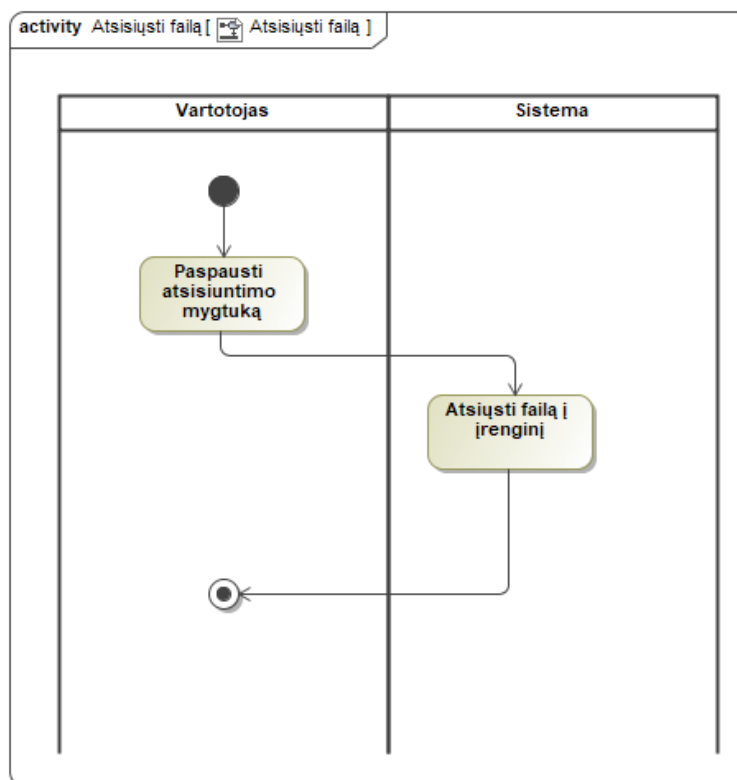 activity Atsisiųsti failą [ Atsisiųsti failą ]
Vartotojas
Sistema
Paspausti
atsisiuntimo
mygtuką
Atsiųsti failą į
įrenginį